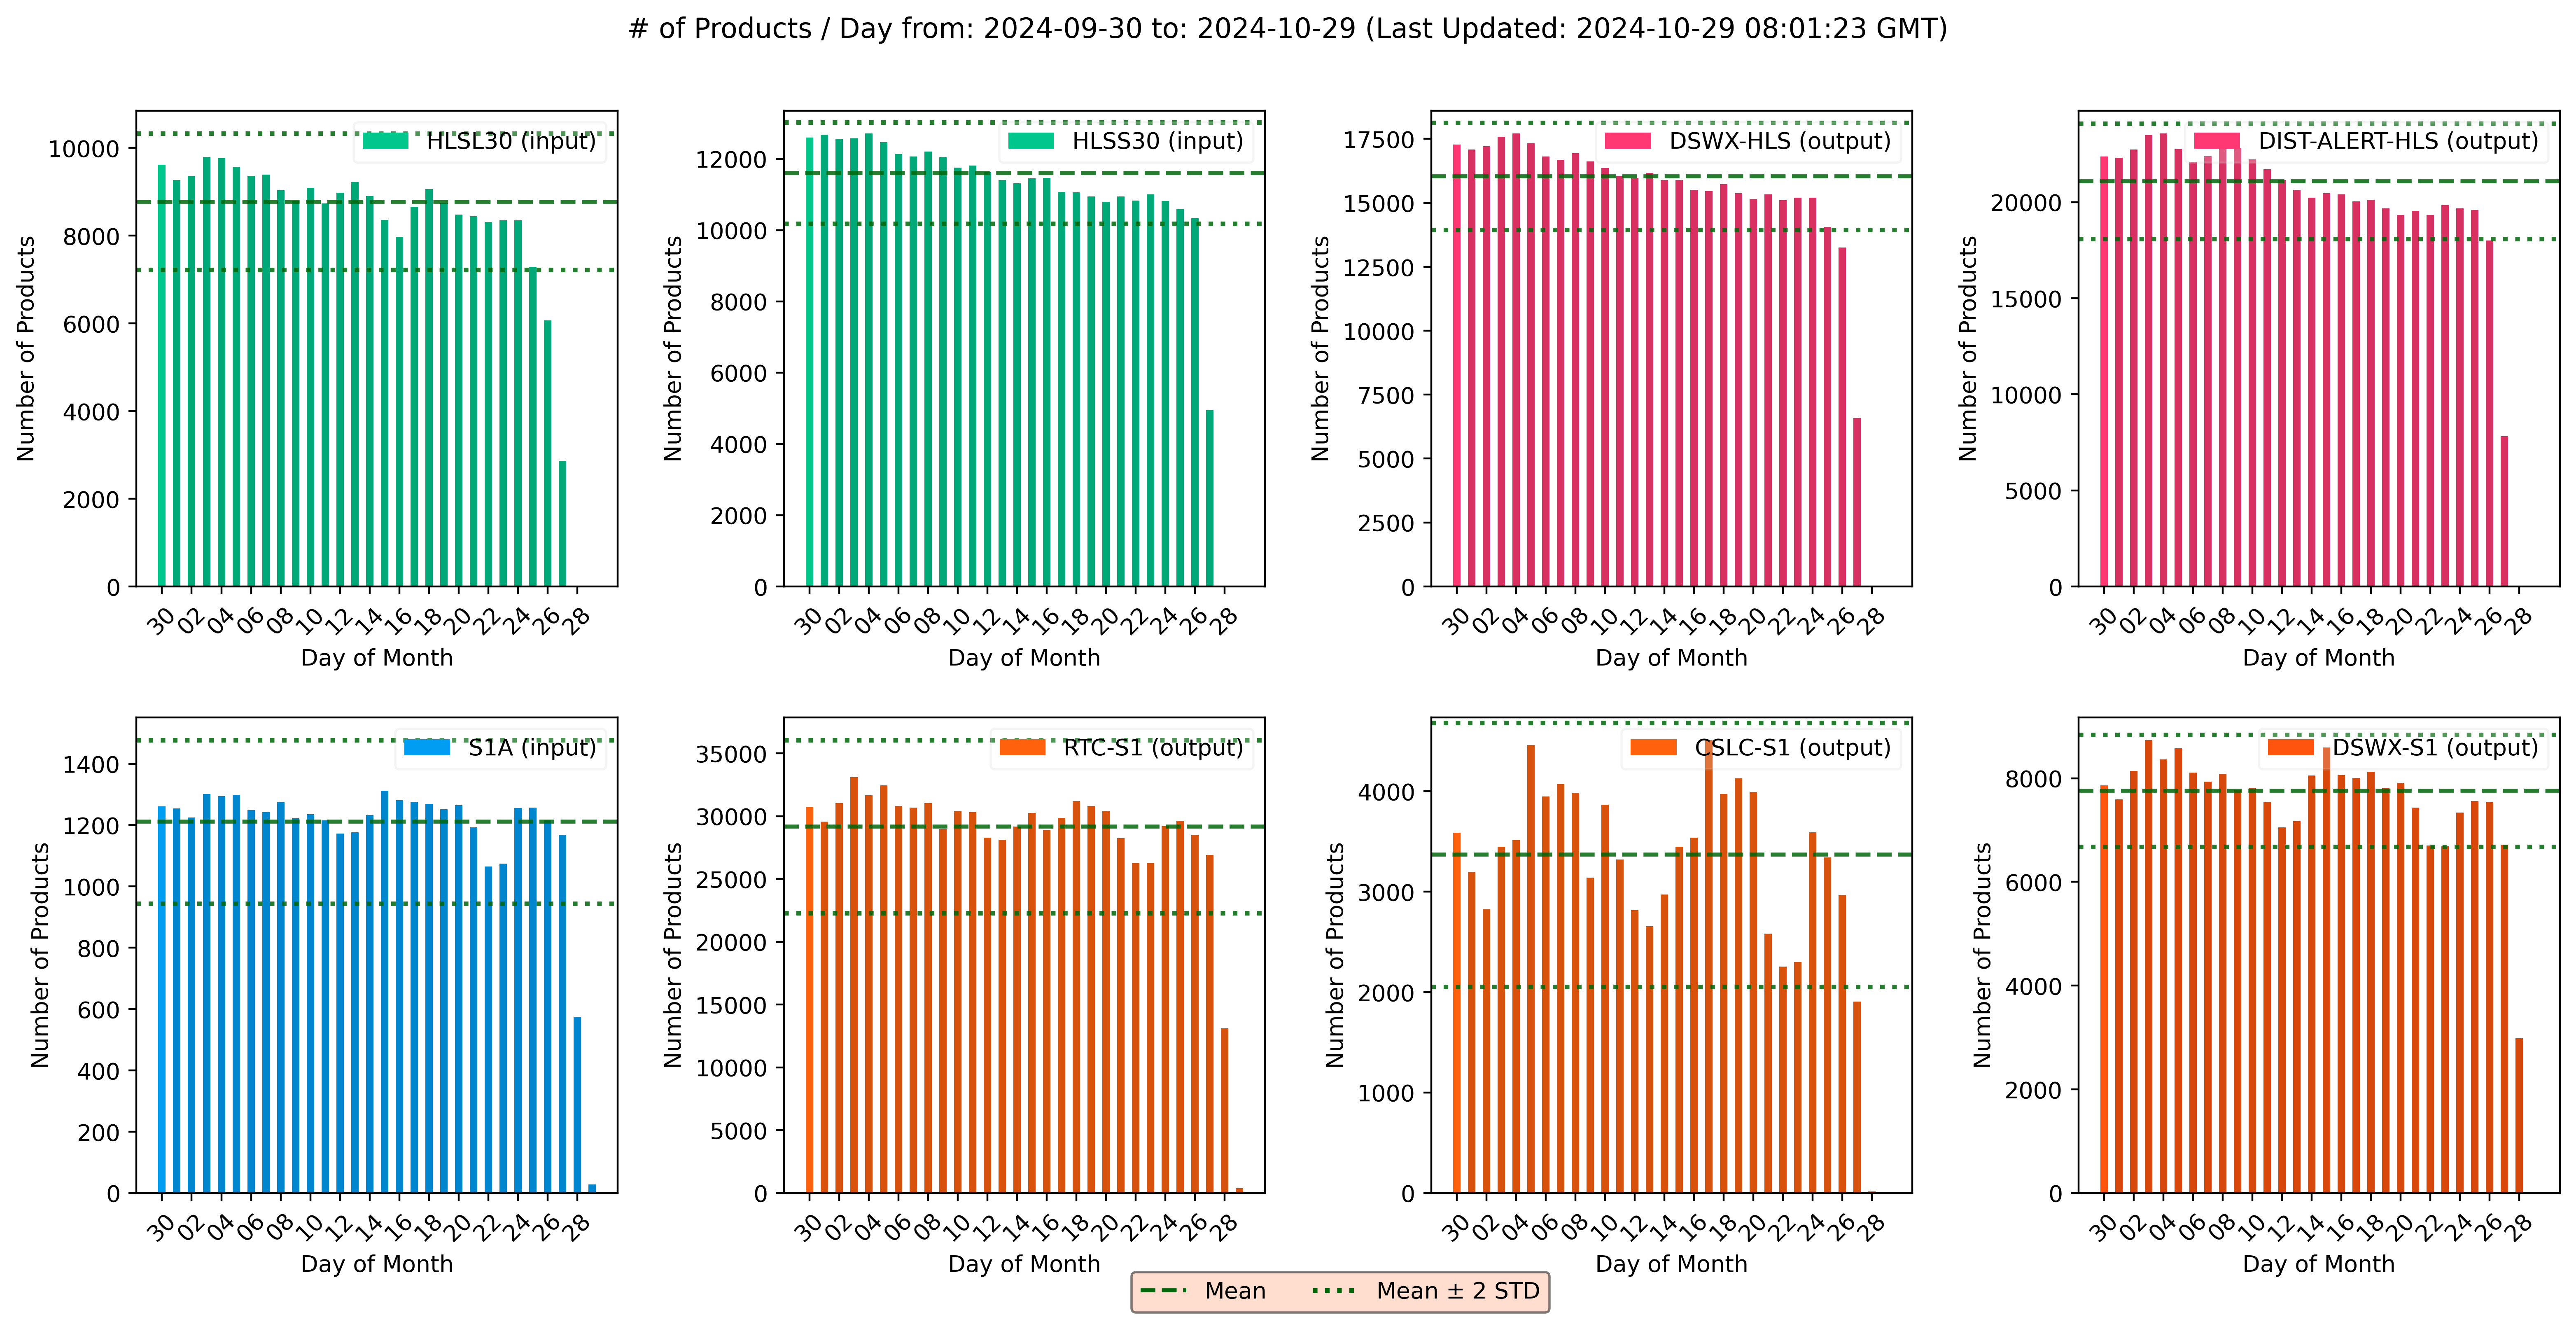 # of Products / Day from: 2024-09-30 to: 2024-10-29 (Last Updated: 2024-10-29 08:01:23 GMT)
HLSL30 (input)
Number of Products
10000
8000
6000
4000
2000
0
30 02 04 06 08 10 12 14 16 18 20 22 24 26 28
Day of Month
HLSS30 (input)
Number of Products
12000
10000
8000
6000
4000
2000
0
30 02 04 06 08 10 12 14 16 18 20 22 24 26 28
Day of Month
DSWX-HLS (output)
Number of Products
17500
15000
12500
10000
7500
5000
2500
0
30 02 04 06 08 10 12 14 16 18 20 22 24 26 28
Day of Month
DIST-ALERT-HLS (output)
Number of Products
20000
15000
10000
5000
0
30 02 04 06 08 10 12 14 16 18 20 22 24 26 28
Day of Month
S1A (input)
Number of Products
1400
1200
1000
800
600
400
200
0
30 02 04 06 08 10 12 14 16 18 20 22 24 26 28
Day of Month
RTC-S1 (output)
Number of Products
35000
30000
25000
20000
15000
10000
5000
0
30 02 04 06 08 10 12 14 16 18 20 22 24 26 28
Day of Month
CSLC-S1 (output)
Number of Products
4000
3000
2000
1000
0
30 02 04 06 08 10 12 14 16 18 20 22 24 26 28
Day of Month
DSWX-S1 (output)
Number of Products
8000
6000
4000
2000
0
30 02 04 06 08 10 12 14 16 18 20 22 24 26 28
Day of Month
Mean
Mean ± 2 STD